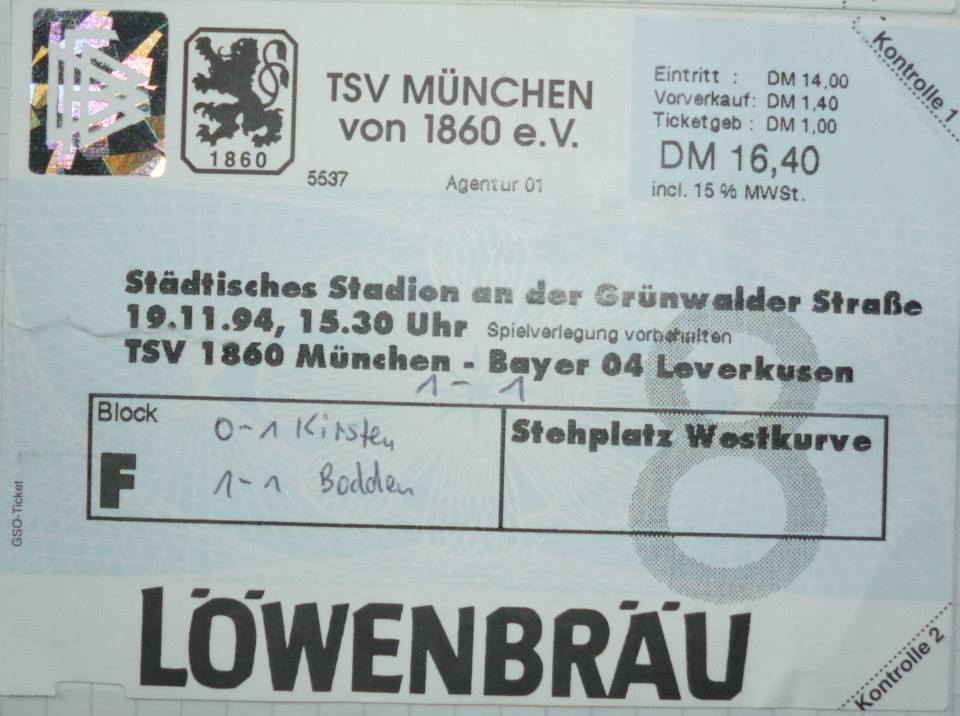 1860
TSV MÜNCHEN
von 1860 e.V.
5537 Agentur 01
Eintritt : DM 14,00
Vorverkauf: DM 1,40
Ticketgeb : DM 1,00
DM 16,40
incl. 15 % MWSt.
Kontrolle 1
Städtisches Stadion an der Grünwalder Straße
19.11.94, 15.30 Uhr Spielverlegung vorbehalten
TSV 1860 München - Bayer 04 Leverkusen
1 - 1
Block
F
0-1 Kirsten
1-1 Bodden
Stehplatz Westkurve
8
GSO-Ticket
LÖWENBRÄU
Kontrolle 2